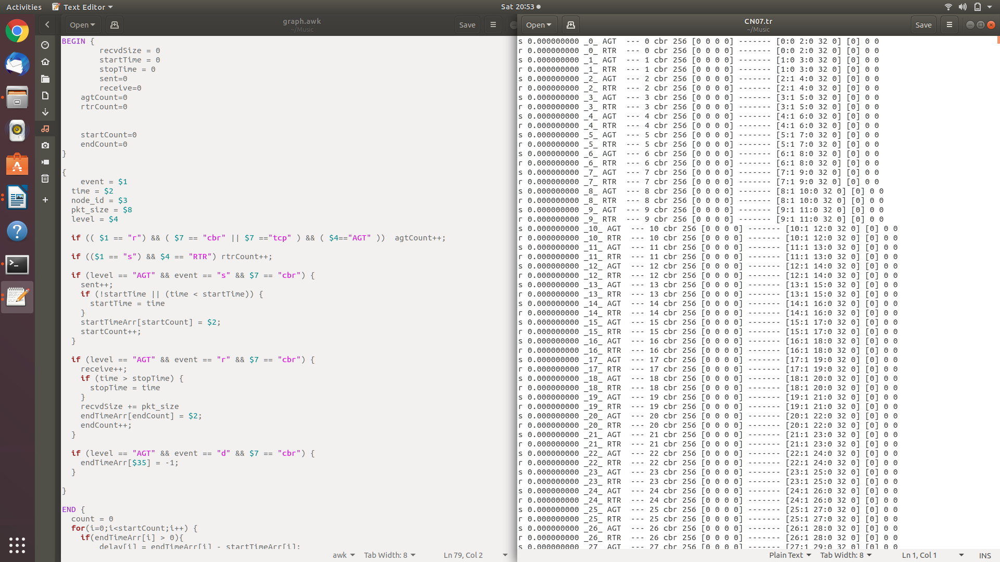 Activities Text Editor Sat 20:53
Open graph.awk ~/Music Save
Open CN07.tr ~/Music Save
BEGIN {
recvdSize = 0
startTime = 0
stopTime = 0
sent=0
receive=0
agtCount=0
rtrCount=0
startCount=0
endCount=0
}
{
event = $1
time = $2
node_id = $3
pkt_size = $8
level = $4
if (( $1 == "r") && ( $7 == "cbr" || $7 =="tcp" ) && ( $4=="AGT" ))  agtCount++;
if (($1 == "s") && $4 == "RTR") rtrCount++;
if (level == "AGT" && event == "s" && $7 == "cbr") {
sent++;
if (!startTime || (time < startTime)) {
startTime = time
}
startTimeArr[startCount] = $2;
startCount++;
}
if (level == "AGT" && event == "r" && $7 == "cbr") {
receive++;
if (time > stopTime) {
stopTime = time
}
recvdSize += pkt_size
endTimeArr[endCount] = $2;
endCount++;
}
if (level == "AGT" && event == "d" && $7 == "cbr") {
endTimeArr[$35] = -1;
}
}
END {
count = 0
for(i=0;i<startCount;i++) {
if(endTimeArr[i] > 0){
delay[i] = endTimeArr[i] - startTimeArr[i];
awk Tab Width: 8 Ln 79, Col 2
s 0.000000000 _0_ AGT  --- 0 cbr 256 [0 0 0 0] ------- [0:0 2:0 32 0] [0] 0 0
r 0.000000000 _0_ RTR  --- 0 cbr 256 [0 0 0 0] ------- [0:0 2:0 32 0] [0] 0 0
s 0.000000000 _1_ AGT  --- 1 cbr 256 [0 0 0 0] ------- [1:0 3:0 32 0] [0] 0 0
r 0.000000000 _1_ RTR  --- 1 cbr 256 [0 0 0 0] ------- [1:0 3:0 32 0] [0] 0 0
s 0.000000000 _2_ AGT  --- 2 cbr 256 [0 0 0 0] ------- [2:1 4:0 32 0] [0] 0 0
r 0.000000000 _2_ RTR  --- 2 cbr 256 [0 0 0 0] ------- [2:1 4:0 32 0] [0] 0 0
s 0.000000000 _3_ AGT  --- 3 cbr 256 [0 0 0 0] ------- [3:1 5:0 32 0] [0] 0 0
r 0.000000000 _3_ RTR  --- 3 cbr 256 [0 0 0 0] ------- [3:1 5:0 32 0] [0] 0 0
s 0.000000000 _4_ AGT  --- 4 cbr 256 [0 0 0 0] ------- [4:1 6:0 32 0] [0] 0 0
r 0.000000000 _4_ RTR  --- 4 cbr 256 [0 0 0 0] ------- [4:1 6:0 32 0] [0] 0 0
s 0.000000000 _5_ AGT  --- 5 cbr 256 [0 0 0 0] ------- [5:1 7:0 32 0] [0] 0 0
r 0.000000000 _5_ RTR  --- 5 cbr 256 [0 0 0 0] ------- [5:1 7:0 32 0] [0] 0 0
s 0.000000000 _6_ AGT  --- 6 cbr 256 [0 0 0 0] ------- [6:1 8:0 32 0] [0] 0 0
r 0.000000000 _6_ RTR  --- 6 cbr 256 [0 0 0 0] ------- [6:1 8:0 32 0] [0] 0 0
s 0.000000000 _7_ AGT  --- 7 cbr 256 [0 0 0 0] ------- [7:1 9:0 32 0] [0] 0 0
r 0.000000000 _7_ RTR  --- 7 cbr 256 [0 0 0 0] ------- [7:1 9:0 32 0] [0] 0 0
s 0.000000000 _8_ AGT  --- 8 cbr 256 [0 0 0 0] ------- [8:1 10:0 32 0] [0] 0 0
r 0.000000000 _8_ RTR  --- 8 cbr 256 [0 0 0 0] ------- [8:1 10:0 32 0] [0] 0 0
s 0.000000000 _9_ AGT  --- 9 cbr 256 [0 0 0 0] ------- [9:1 11:0 32 0] [0] 0 0
r 0.000000000 _9_ RTR  --- 9 cbr 256 [0 0 0 0] ------- [9:1 11:0 32 0] [0] 0 0
s 0.000000000 _10_ AGT  --- 10 cbr 256 [0 0 0 0] ------- [10:1 12:0 32 0] [0] 0 0
r 0.000000000 _10_ RTR  --- 10 cbr 256 [0 0 0 0] ------- [10:1 12:0 32 0] [0] 0 0
s 0.000000000 _11_ AGT  --- 11 cbr 256 [0 0 0 0] ------- [11:1 13:0 32 0] [0] 0 0
r 0.000000000 _11_ RTR  --- 11 cbr 256 [0 0 0 0] ------- [11:1 13:0 32 0] [0] 0 0
s 0.000000000 _12_ AGT  --- 12 cbr 256 [0 0 0 0] ------- [12:1 14:0 32 0] [0] 0 0
r 0.000000000 _12_ RTR  --- 12 cbr 256 [0 0 0 0] ------- [12:1 14:0 32 0] [0] 0 0
s 0.000000000 _13_ AGT  --- 13 cbr 256 [0 0 0 0] ------- [13:1 15:0 32 0] [0] 0 0
r 0.000000000 _13_ RTR  --- 13 cbr 256 [0 0 0 0] ------- [13:1 15:0 32 0] [0] 0 0
s 0.000000000 _14_ AGT  --- 14 cbr 256 [0 0 0 0] ------- [14:1 16:0 32 0] [0] 0 0
r 0.000000000 _14_ RTR  --- 14 cbr 256 [0 0 0 0] ------- [14:1 16:0 32 0] [0] 0 0
s 0.000000000 _15_ AGT  --- 15 cbr 256 [0 0 0 0] ------- [15:1 17:0 32 0] [0] 0 0
r 0.000000000 _15_ RTR  --- 15 cbr 256 [0 0 0 0] ------- [15:1 17:0 32 0] [0] 0 0
s 0.000000000 _16_ AGT  --- 16 cbr 256 [0 0 0 0] ------- [16:1 18:0 32 0] [0] 0 0
r 0.000000000 _16_ RTR  --- 16 cbr 256 [0 0 0 0] ------- [16:1 18:0 32 0] [0] 0 0
s 0.000000000 _17_ AGT  --- 17 cbr 256 [0 0 0 0] ------- [17:1 19:0 32 0] [0] 0 0
r 0.000000000 _17_ RTR  --- 17 cbr 256 [0 0 0 0] ------- [17:1 19:0 32 0] [0] 0 0
s 0.000000000 _18_ AGT  --- 18 cbr 256 [0 0 0 0] ------- [18:1 20:0 32 0] [0] 0 0
r 0.000000000 _18_ RTR  --- 18 cbr 256 [0 0 0 0] ------- [18:1 20:0 32 0] [0] 0 0
s 0.000000000 _19_ AGT  --- 19 cbr 256 [0 0 0 0] ------- [19:1 21:0 32 0] [0] 0 0
r 0.000000000 _19_ RTR  --- 19 cbr 256 [0 0 0 0] ------- [19:1 21:0 32 0] [0] 0 0
s 0.000000000 _20_ AGT  --- 20 cbr 256 [0 0 0 0] ------- [20:1 22:0 32 0] [0] 0 0
r 0.000000000 _20_ RTR  --- 20 cbr 256 [0 0 0 0] ------- [20:1 22:0 32 0] [0] 0 0
s 0.000000000 _21_ AGT  --- 21 cbr 256 [0 0 0 0] ------- [21:1 23:0 32 0] [0] 0 0
r 0.000000000 _21_ RTR  --- 21 cbr 256 [0 0 0 0] ------- [21:1 23:0 32 0] [0] 0 0
s 0.000000000 _22_ AGT  --- 22 cbr 256 [0 0 0 0] ------- [22:1 24:0 32 0] [0] 0 0
r 0.000000000 _22_ RTR  --- 22 cbr 256 [0 0 0 0] ------- [22:1 24:0 32 0] [0] 0 0
s 0.000000000 _23_ AGT  --- 23 cbr 256 [0 0 0 0] ------- [23:1 25:0 32 0] [0] 0 0
r 0.000000000 _23_ RTR  --- 23 cbr 256 [0 0 0 0] ------- [23:1 25:0 32 0] [0] 0 0
s 0.000000000 _24_ AGT  --- 24 cbr 256 [0 0 0 0] ------- [24:1 26:0 32 0] [0] 0 0
r 0.000000000 _24_ RTR  --- 24 cbr 256 [0 0 0 0] ------- [24:1 26:0 32 0] [0] 0 0
s 0.000000000 _25_ AGT  --- 25 cbr 256 [0 0 0 0] ------- [25:1 27:0 32 0] [0] 0 0
r 0.000000000 _25_ RTR  --- 25 cbr 256 [0 0 0 0] ------- [25:1 27:0 32 0] [0] 0 0
s 0.000000000 _26_ AGT  --- 26 cbr 256 [0 0 0 0] ------- [26:1 28:0 32 0] [0] 0 0
r 0.000000000 _26_ RTR  --- 26 cbr 256 [0 0 0 0] ------- [26:1 28:0 32 0] [0] 0 0
s 0.000000000 _27_ AGT  --- 27 cbr 256 [0 0 0 0] ------- [27:1 29:0 32 0] [0] 0 0
Plain Text Tab Width: 8 Ln 1, Col 1 INS